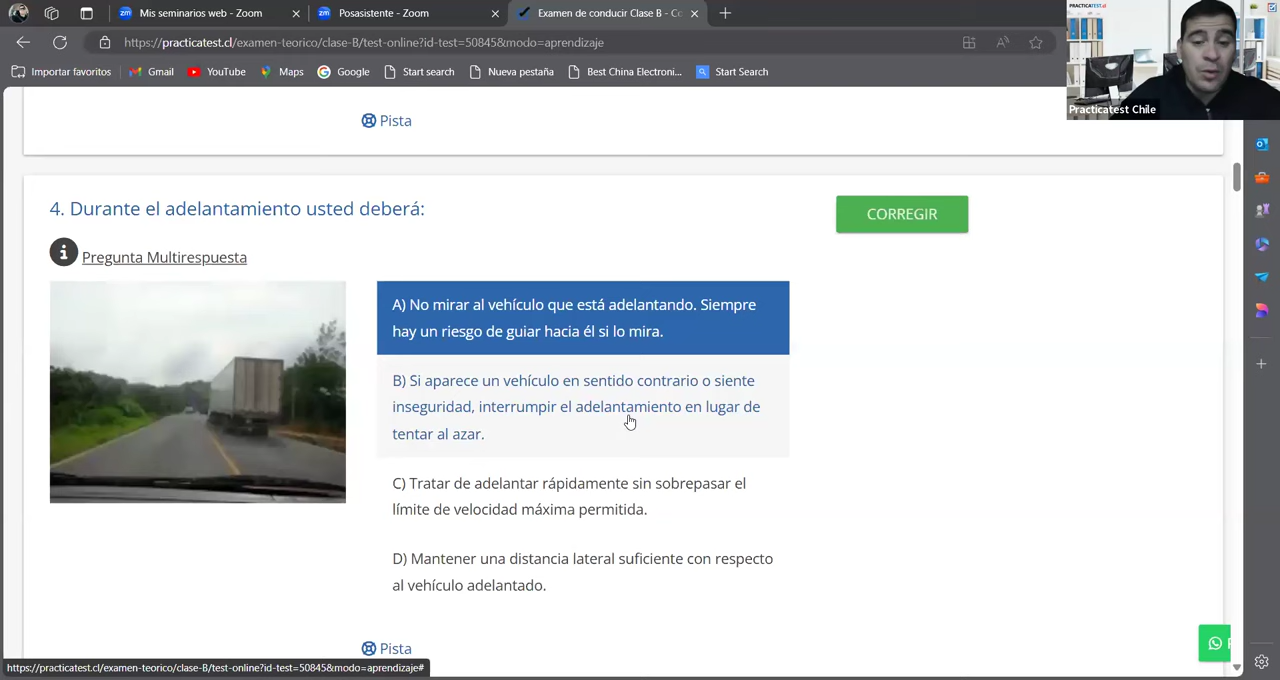 Mis seminarios web - Zoom
Posasistente - Zoom
Examen de conducir Clase B - Co
https://practicatest.cl/examen-teorico/clase-B/test-online?id-test=50845&modo=aprendizaje
Importar favoritos
Gmail
YouTube
Maps
Google
Start search
Nueva pestaña
Best China Electroni...
Start Search
PRACTICATEST.cl
Practicatest Chile
Pista
4. Durante el adelantamiento usted deberá:
CORREGIR
Pregunta Multirespuesta
A) No mirar al vehículo que está adelantando. Siempre
hay un riesgo de guiar hacia él si lo mira.
B) Si aparece un vehículo en sentido contrario o siente
inseguridad, interrumpir el adelantamiento en lugar de
tentar al azar.
C) Tratar de adelantar rápidamente sin sobrepasar el
límite de velocidad máxima permitida.
D) Mantener una distancia lateral suficiente con respecto
al vehículo adelantado.
Pista
https://practicatest.cl/examen-teorico/clase-B/test-online?id-test=50845&modo=aprendizaje#